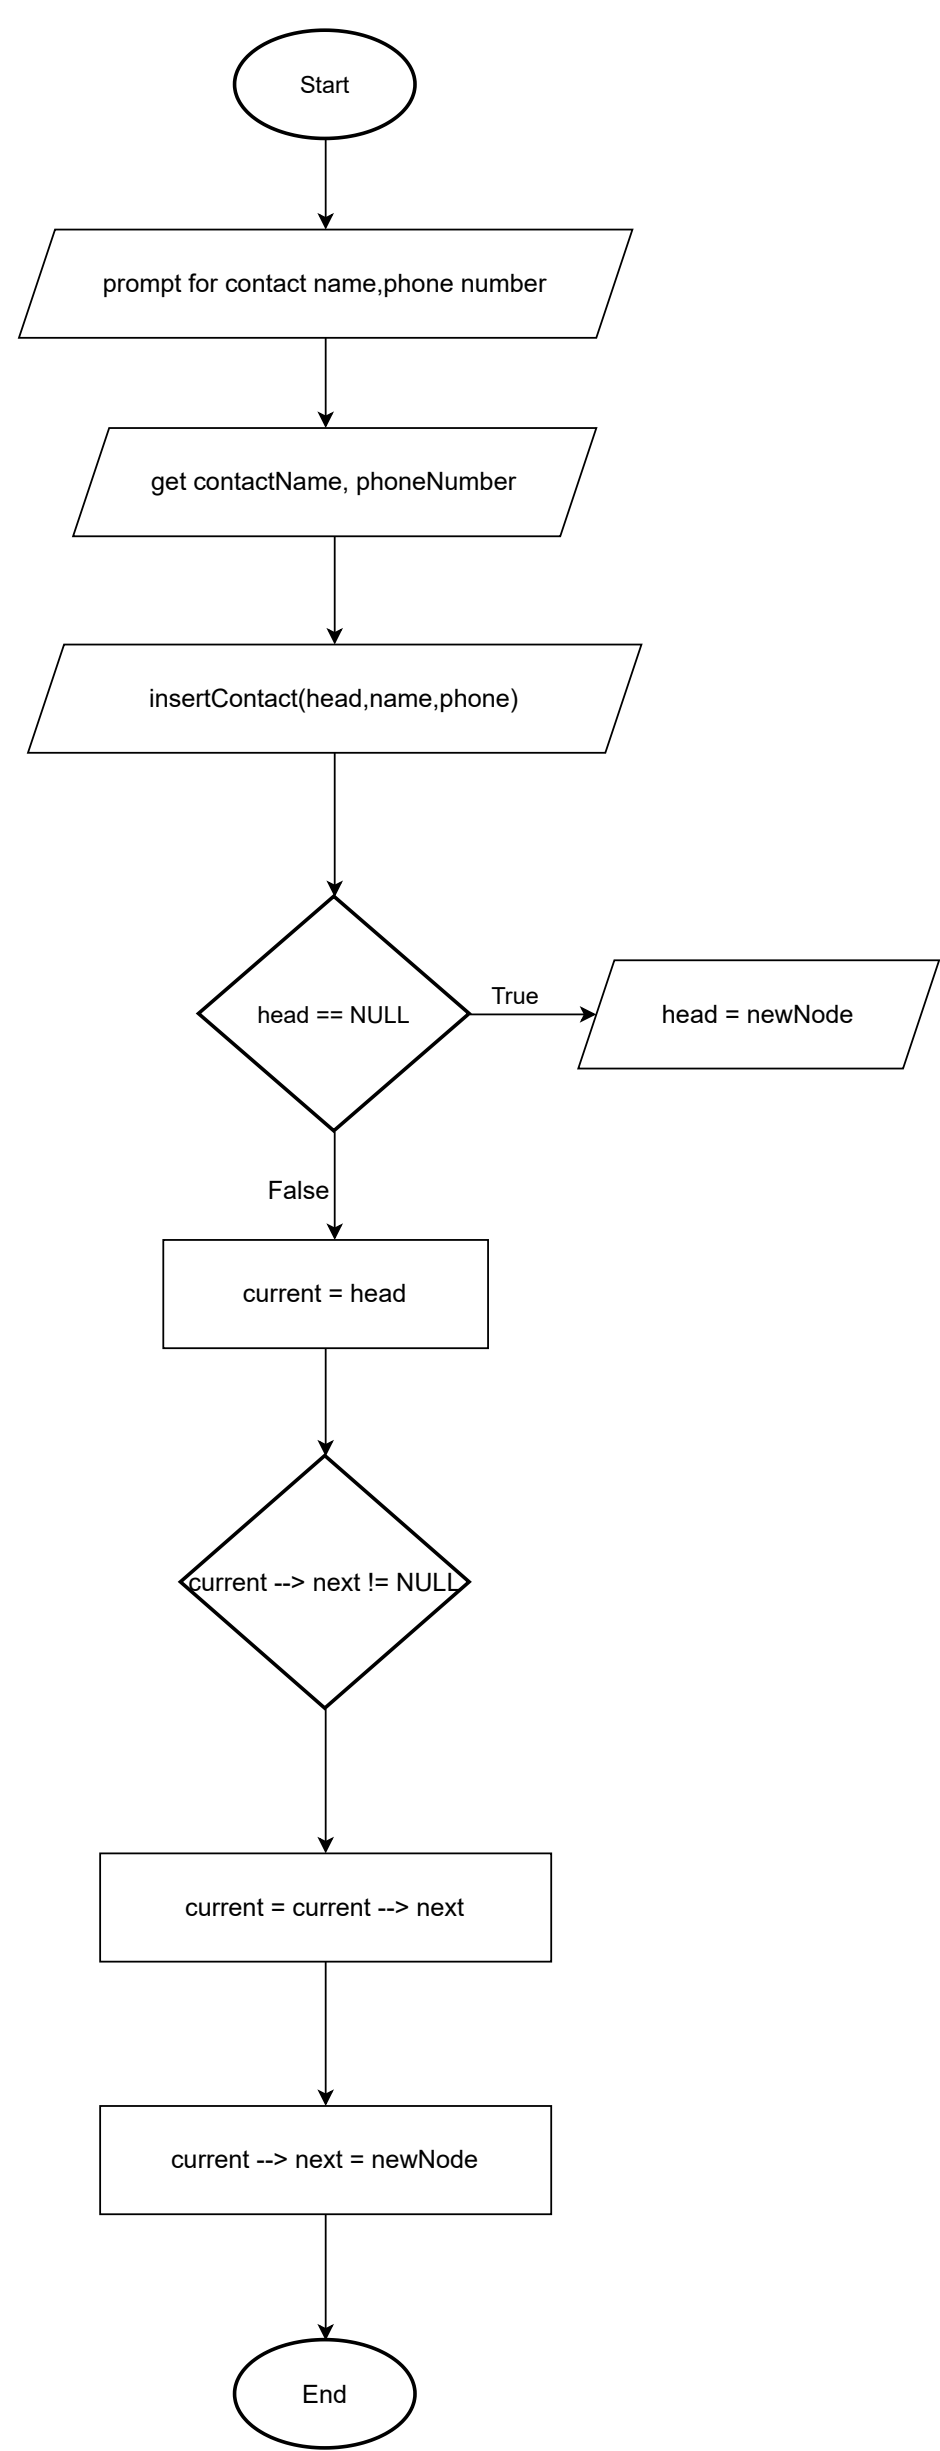 Start
prompt for contact name,phone number
get contactName, phoneNumber
insertContact(head,name,phone)
head == NULL
True
head = newNode
False
current = head
current --> next != NULL
current = current --> next
current --> next = newNode
End